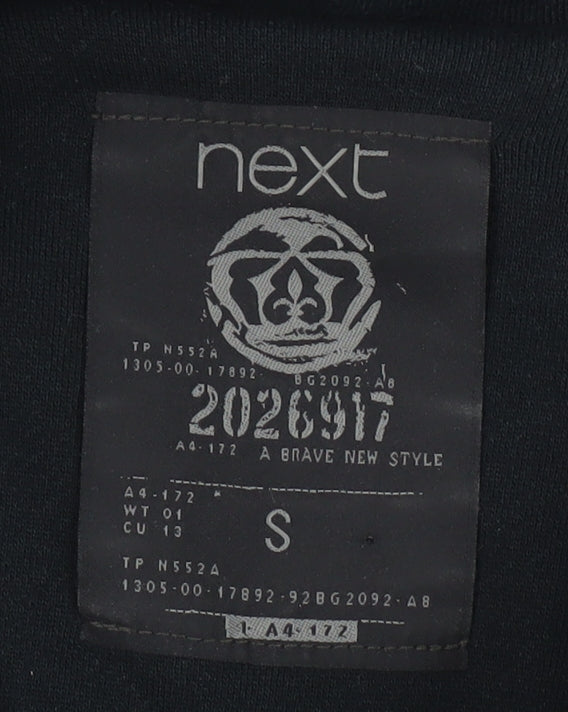 next
TP N552A
1305-00-17892- BG2092-A8
2026917
A4-172 A BRAVE NEW STYLE
A4-172
WT 01
CU 13
S
TP N552A
1305-00-17892-92BG2092-A8
1-A4-172